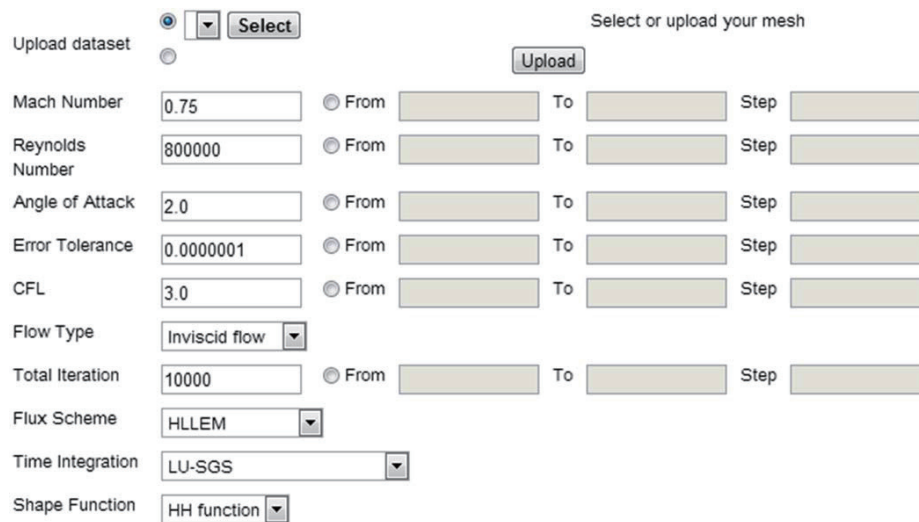 Select or upload your mesh
Upload dataset
Select
Upload
Mach Number 0.75 From To Step
Reynolds Number 800000 From To Step
Angle of Attack 2.0 From To Step
Error Tolerance 0.0000001 From To Step
CFL 3.0 From To Step
Flow Type Inviscid flow
Total Iteration 10000 From To Step
Flux Scheme HLLEM
Time Integration LU-SGS
Shape Function HH function